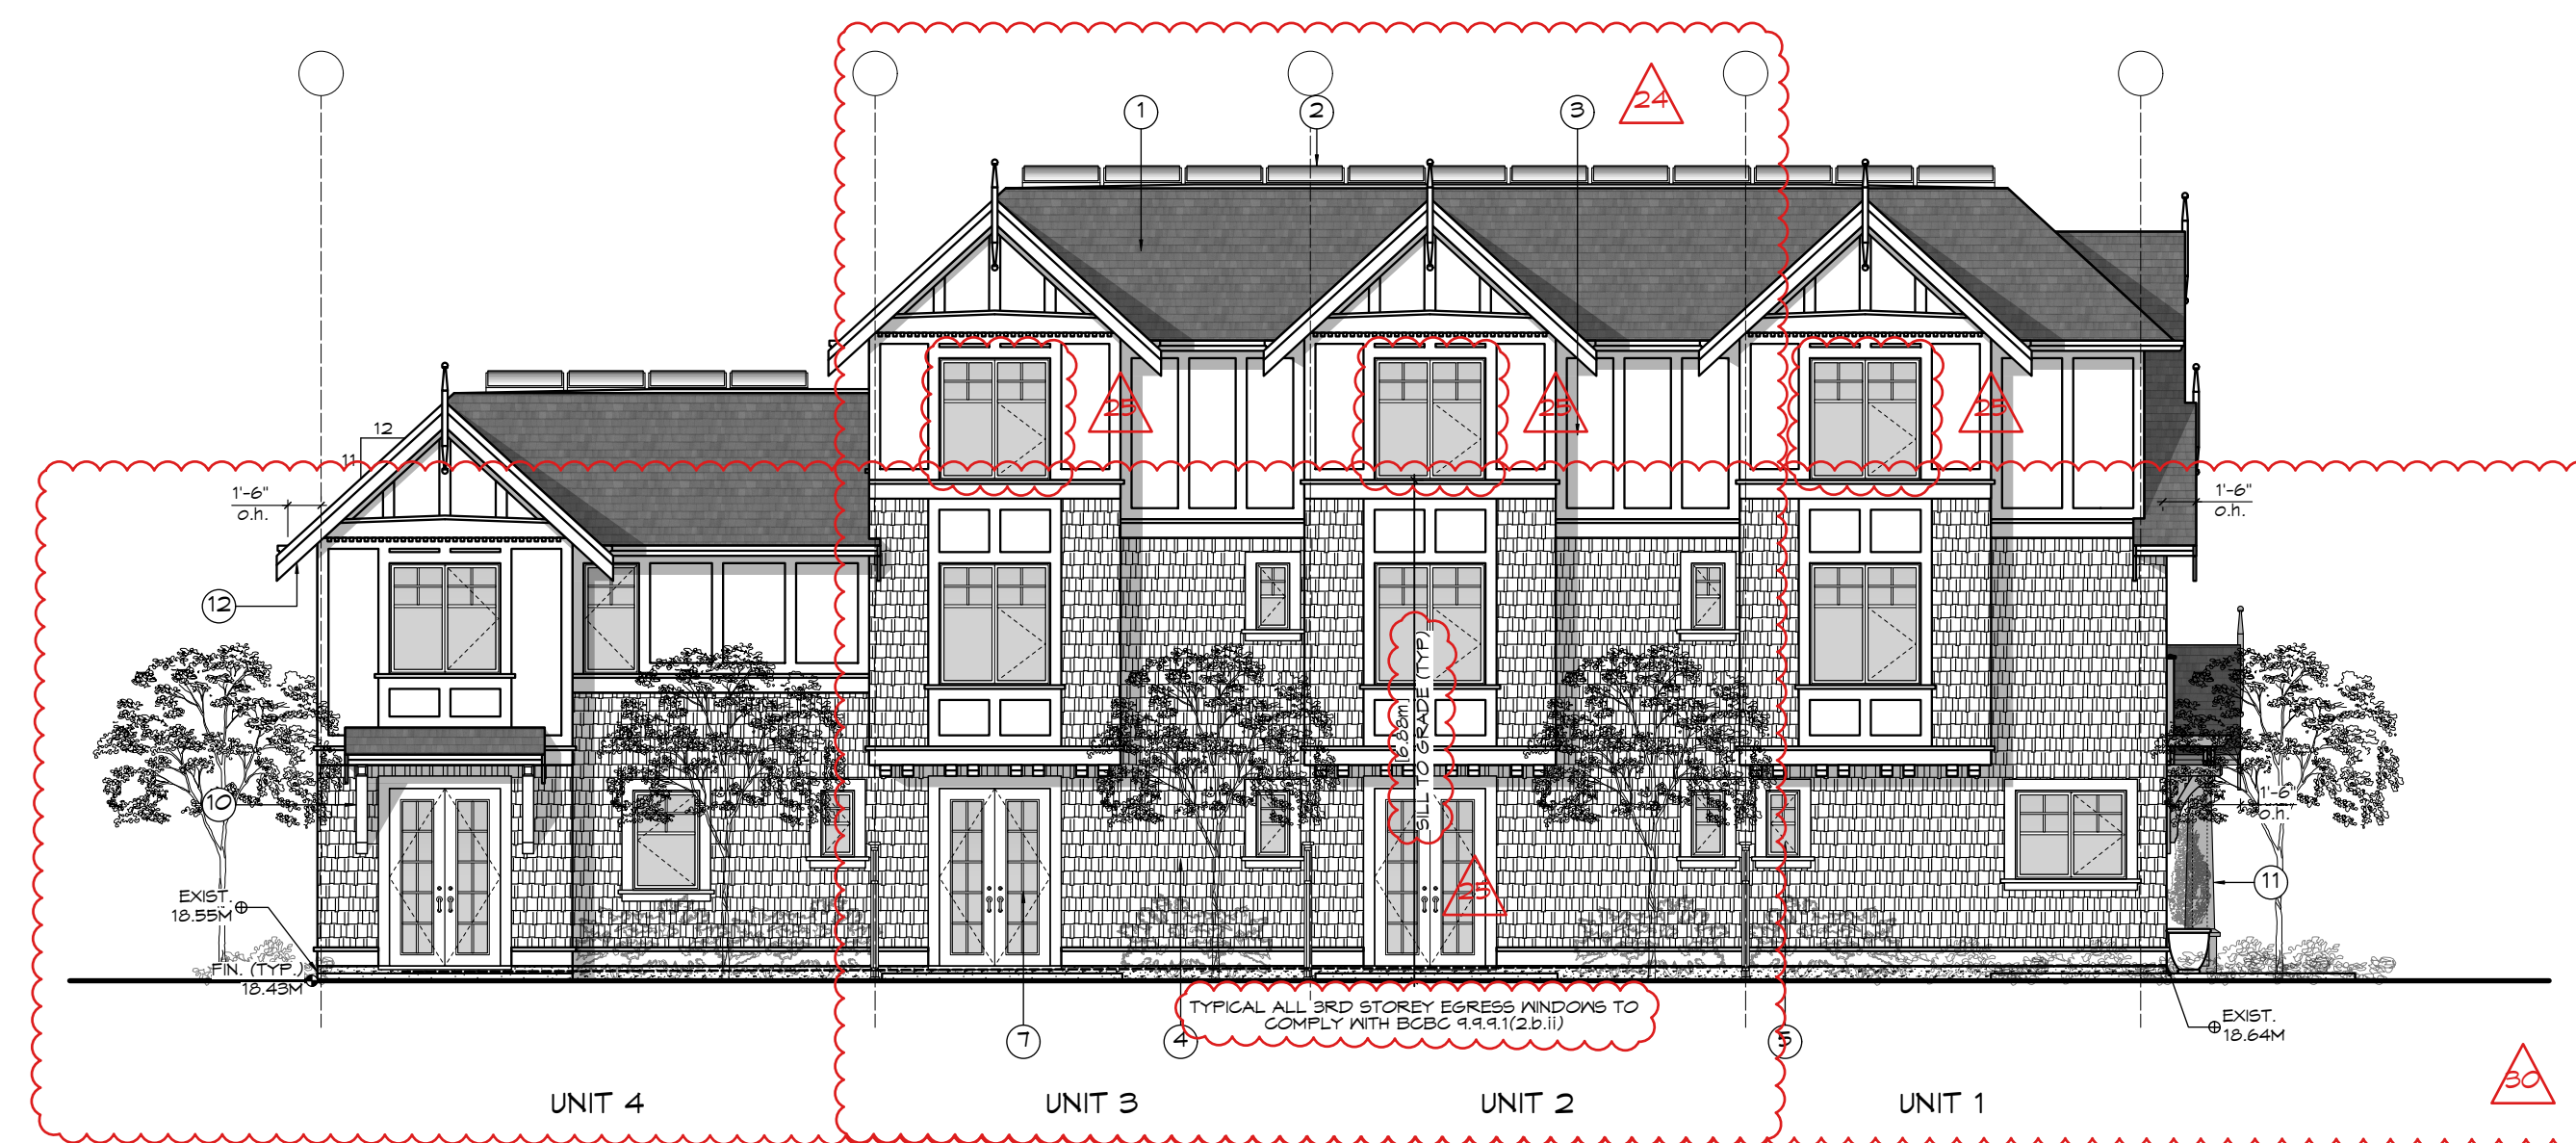 24
1
2
3
25
25
25
12
11
1'-6"
O.H.
1'-6"
O.H.
12
[6.88m]
SILL TO GRADE (TYP)
10
1'-6"
O.H.
25
11
EXIST.
18.55M
FIN. (TYP.)
18.43M
TYPICAL ALL 3RD STOREY EGRESS WINDOWS TO
COMPLY WITH BCBC 9.9.9.1(2.b.ii)
EXIST.
18.64M
7
4
5
30
UNIT 4
UNIT 3
UNIT 2
UNIT 1